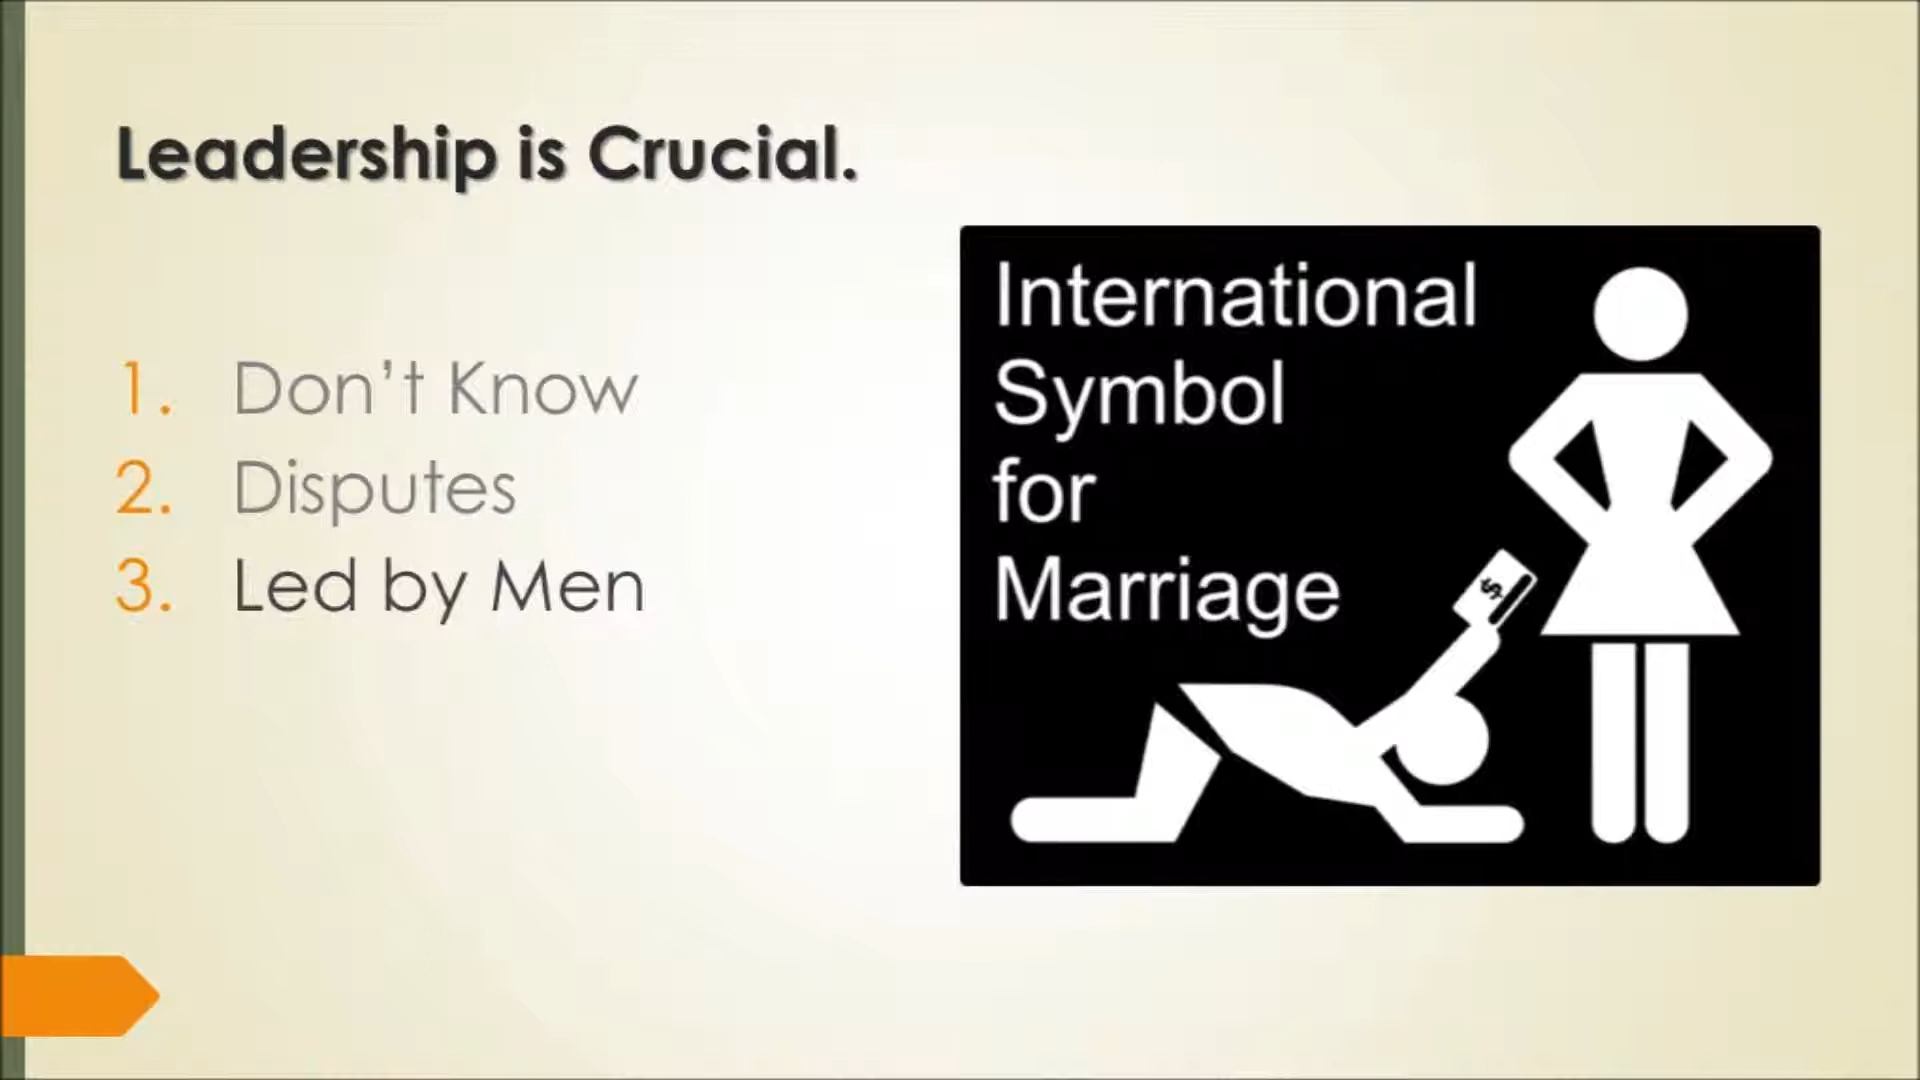 Leadership is Crucial.
1. Don’t Know
2. Disputes
3. Led by Men
International
Symbol
for
Marriage
$